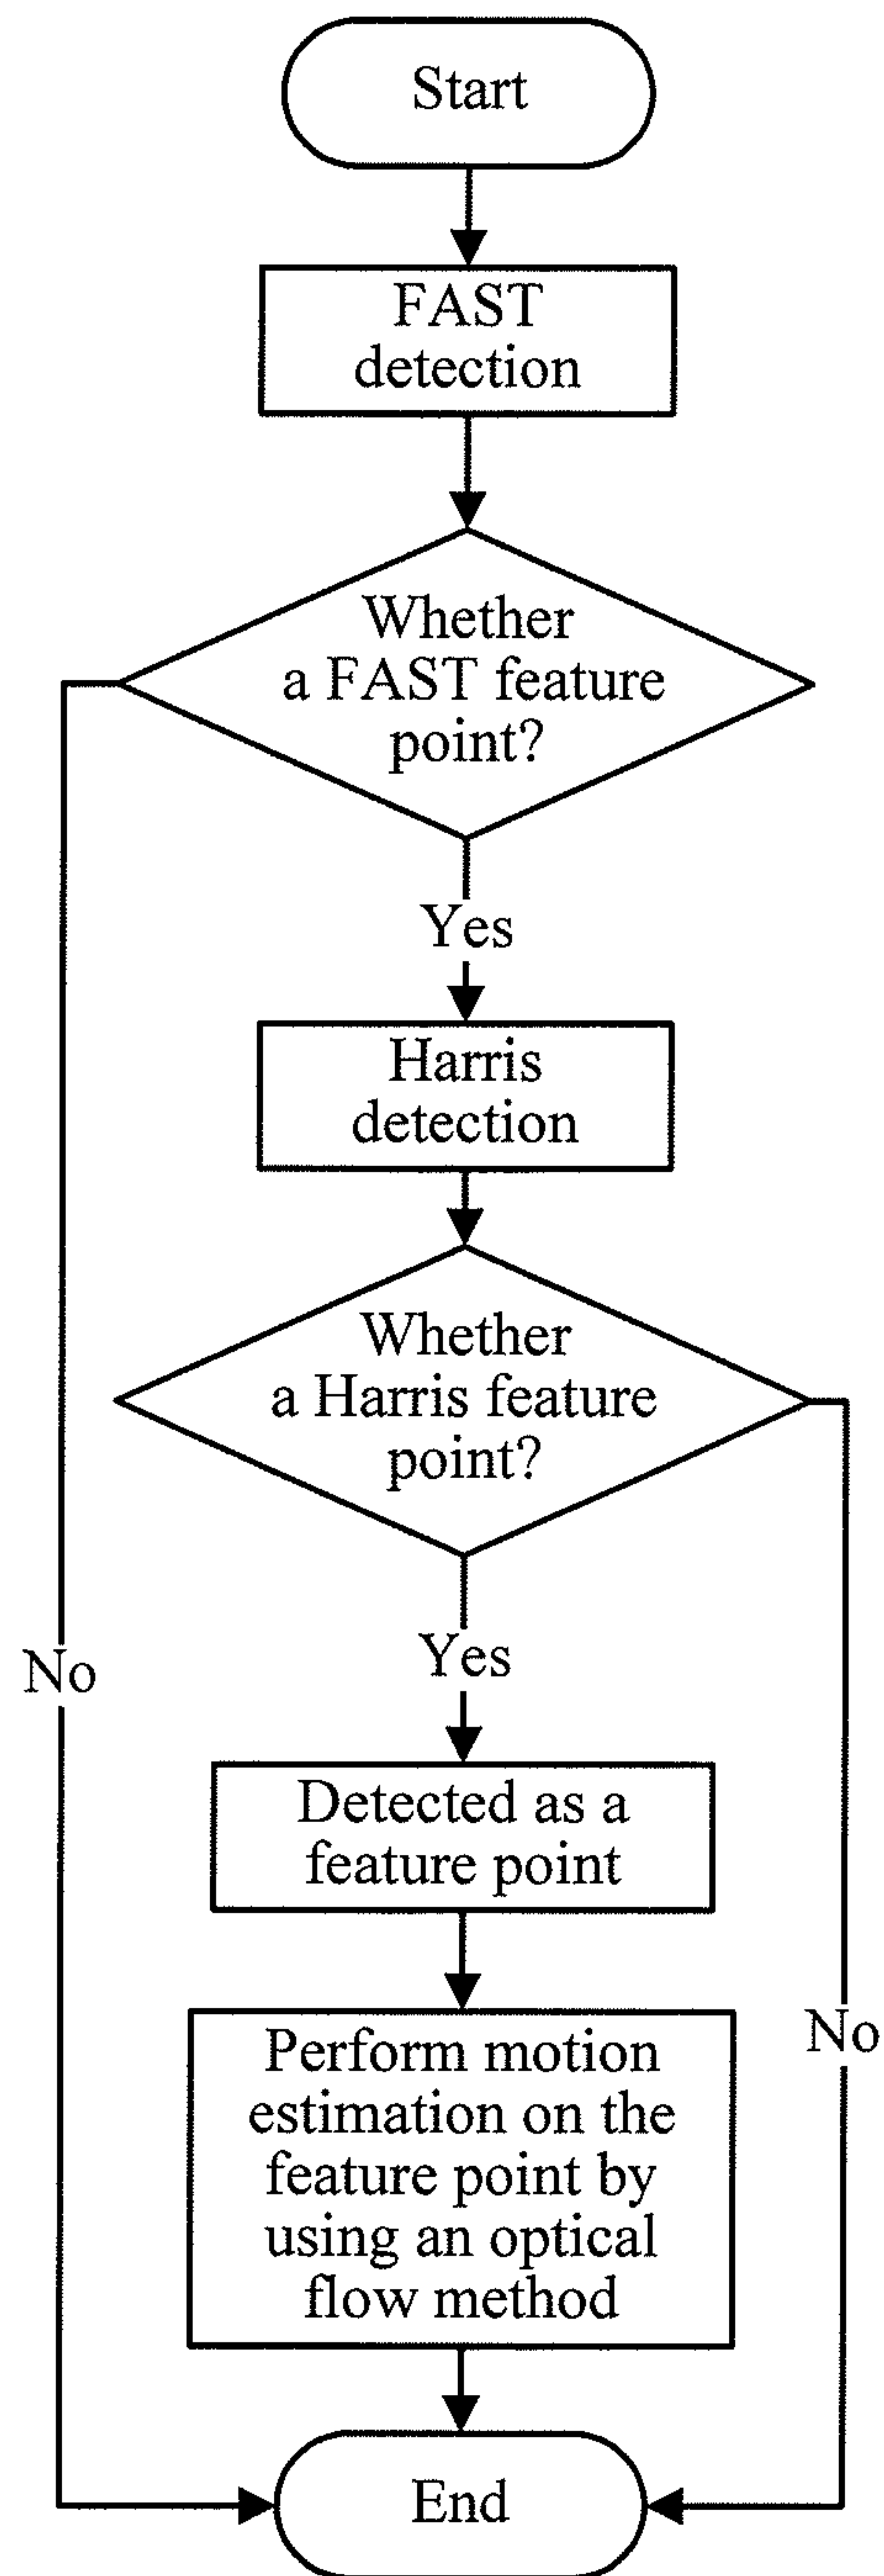 Start
FAST
detection
Whether
a FAST feature
point?
Yes
Harris
detection
Whether
a Harris feature
point?
No
Yes
Detected as a
feature point
Perform motion
estimation on the
feature point by
using an optical
flow method
No
End